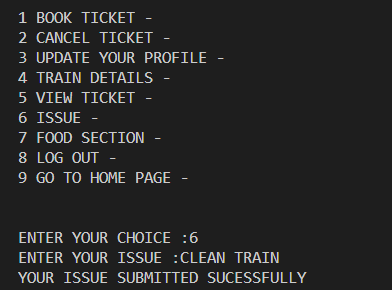 1 BOOK TICKET -
2 CANCEL TICKET -
3 UPDATE YOUR PROFILE -
4 TRAIN DETAILS -
5 VIEW TICKET -
6 ISSUE -
7 FOOD SECTION -
8 LOG OUT -
9 GO TO HOME PAGE -
ENTER YOUR CHOICE :6
ENTER YOUR ISSUE :CLEAN TRAIN
YOUR ISSUE SUBMITTED SUCESSFULLY